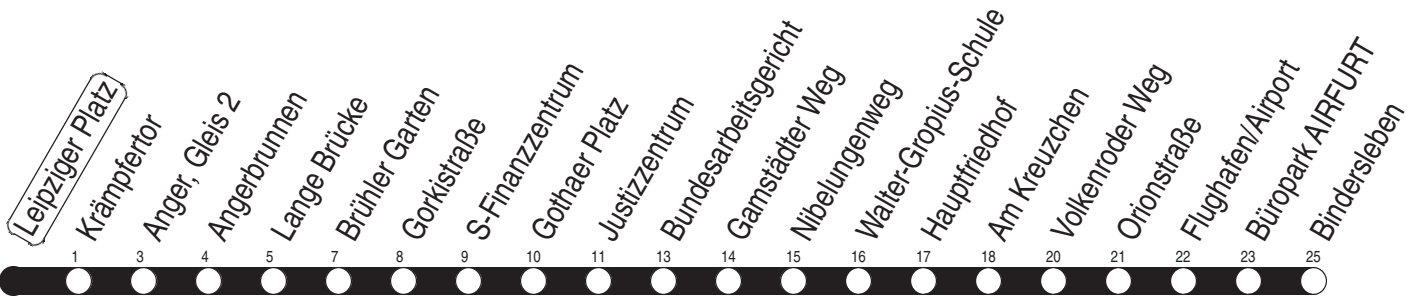 Leipziger Platz
Krämpfertor
Anger, Gleis 2
Angerbrunnen
Lange Brücke
Brühler Garten
Gorkistraße
S-Finanzzentrum
Gothaer Platz
Justizzentrum
Bundesarbeitsgericht
Gamstädter Weg
Nibelungenweg
Walter-Gropius-Schule
Hauptfriedhof
Am Kreuzchen
Volkenroder Weg
Orionstraße
Flughafen/Airport
Büropark AIRFURT
Bindersleben
1 3 4 5 7 8 9 10 11 13 14 15 16 17 18 20 21 22 23 25